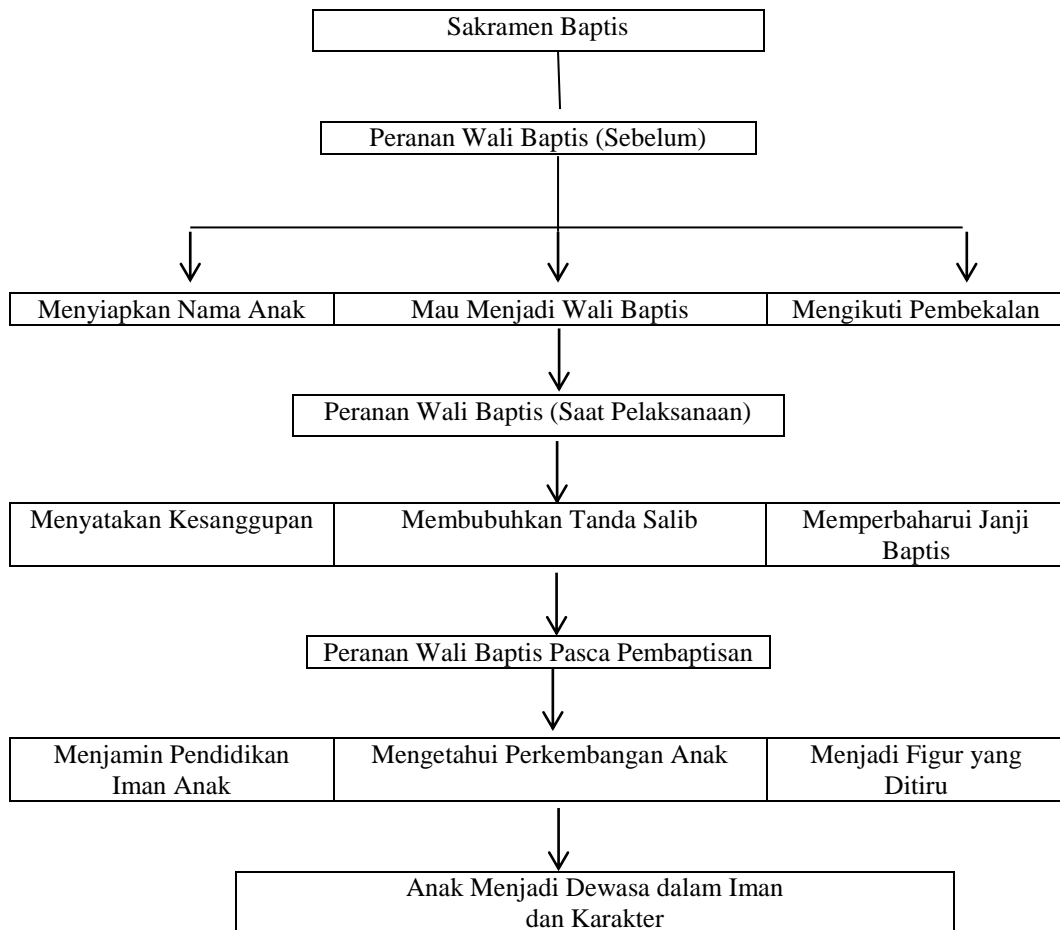 Sakramen Baptis
Peranan Wali Baptis (Sebelum)
Menyiapkan Nama Anak
Mau Menjadi Wali Baptis
Mengikuti Pembekalan
Peranan Wali Baptis (Saat Pelaksanaan)
Menyatakan Kesanggupan
Membubuhkan Tanda Salib
Memperbaharui Janji
Baptis
Peranan Wali Baptis Pasca Pembaptisan
Menjamin Pendidikan
Iman Anak
Mengetahui Perkembangan Anak
Menjadi Figur yang
Ditiru
Anak Menjadi Dewasa dalam Iman
dan Karakter